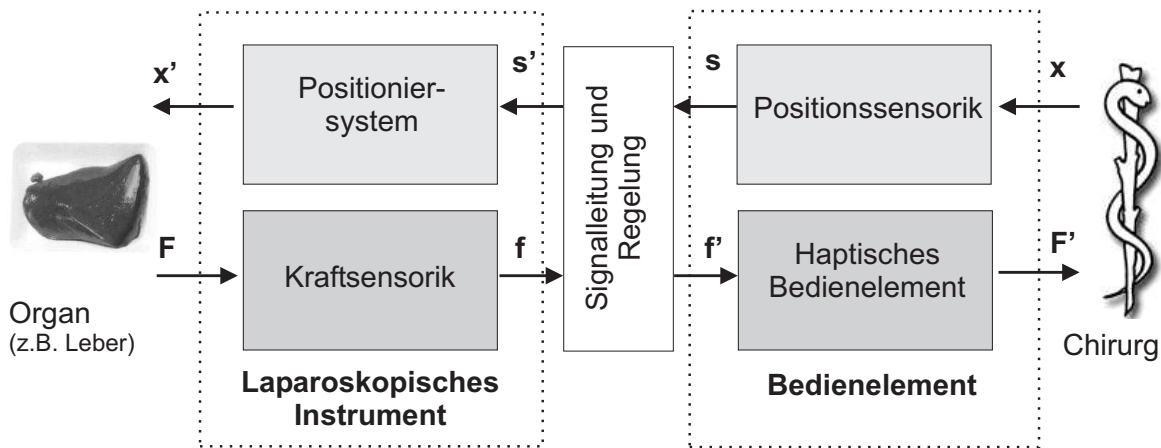 x’
Positionier-
system
s’
s
Positionssensorik
x
Signalleitung und
Regelung
F
Kraftsensorik
f
f’
Haptisches
Bedienelement
F’
Organ
(z.B. Leber)
Laparoskopisches
Instrument
Bedienelement
Chirurg